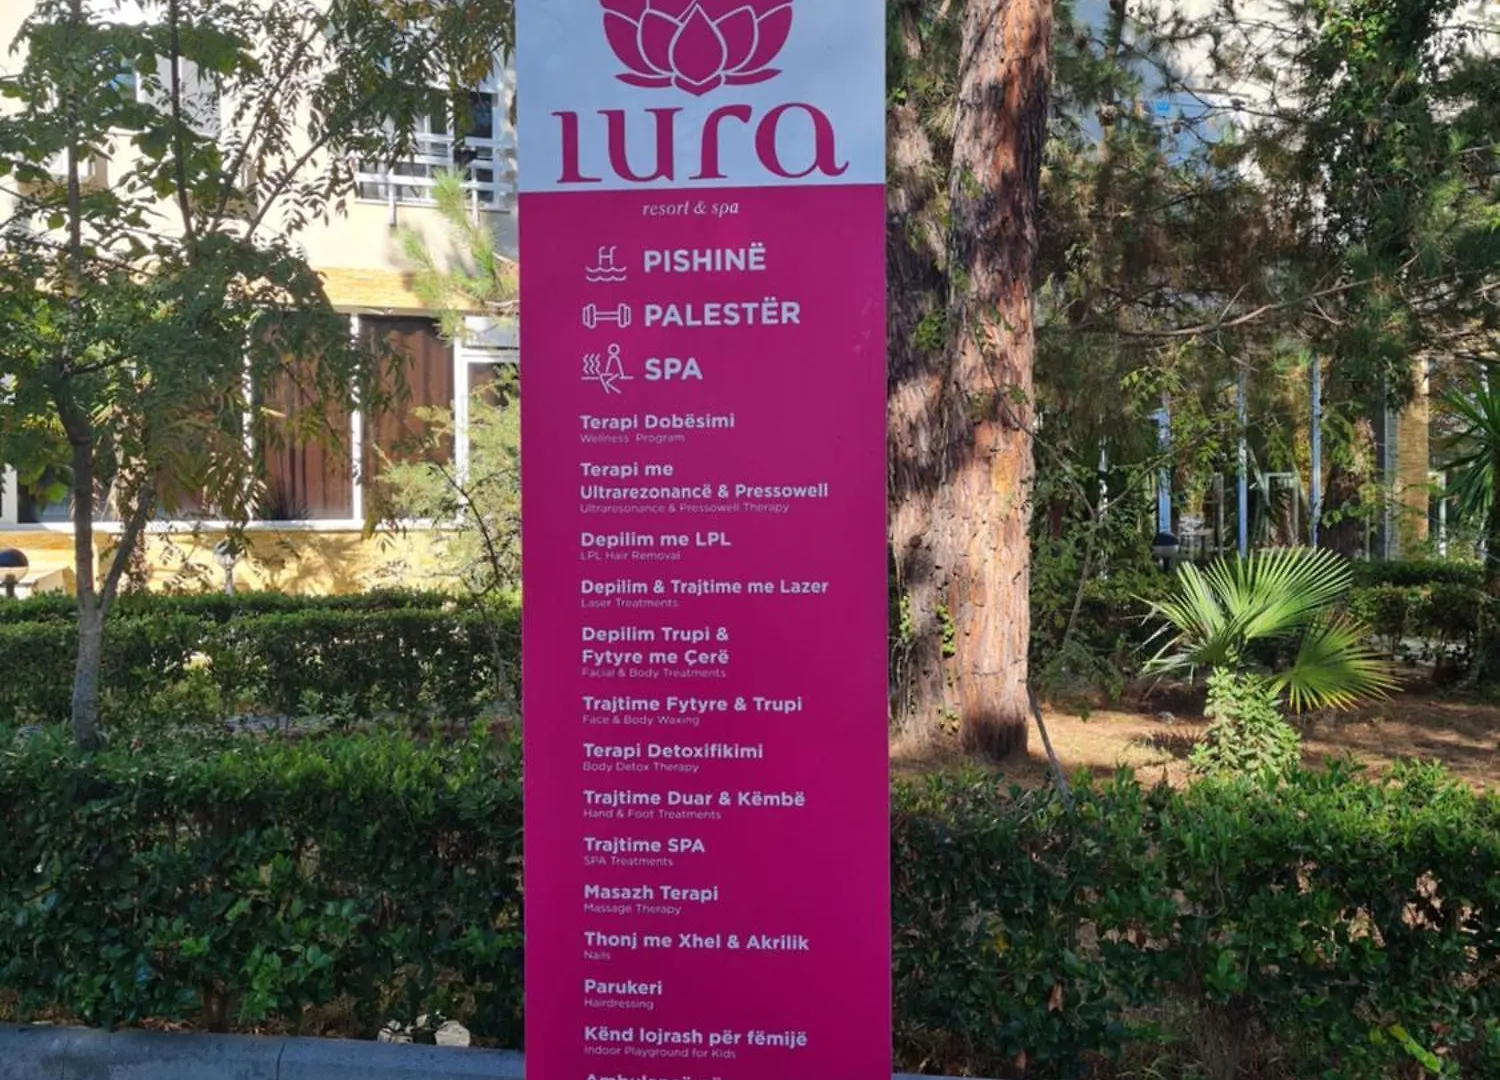 lura
resort & spa
PISHINË
PALESTËR
SPA
Terapi Dobësimi
Wellness Program
Terapi me
Ultrarezonancë & Pressowell
Ultraresonance & Pressowell Therapy
Depilim me LPL
LPL Hair Removal
Depilim & Trajtime me Lazer
Laser Treatments
Depilim Trupi &
Fytyre me Çerë
Facial & Body Treatments
Trajtime Fytyre & Trupi
Face & Body Waxing
Terapi Detoxifikimi
Body Detox Therapy
Trajtime Duar & Këmbë
Hand & Foot Treatments
Trajtime SPA
SPA Treatments
Masazh Terapi
Massage Therapy
Thonj me Xhel & Akrilik
Nails
Parukeri
Hairdressing
Kënd lojrash për fëmijë
Indoor Playground for Kids